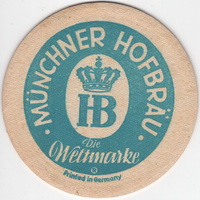 · MÜNCHNER HOFBRÄU ·
HB
Die
Weltmarke
Printed in Germany